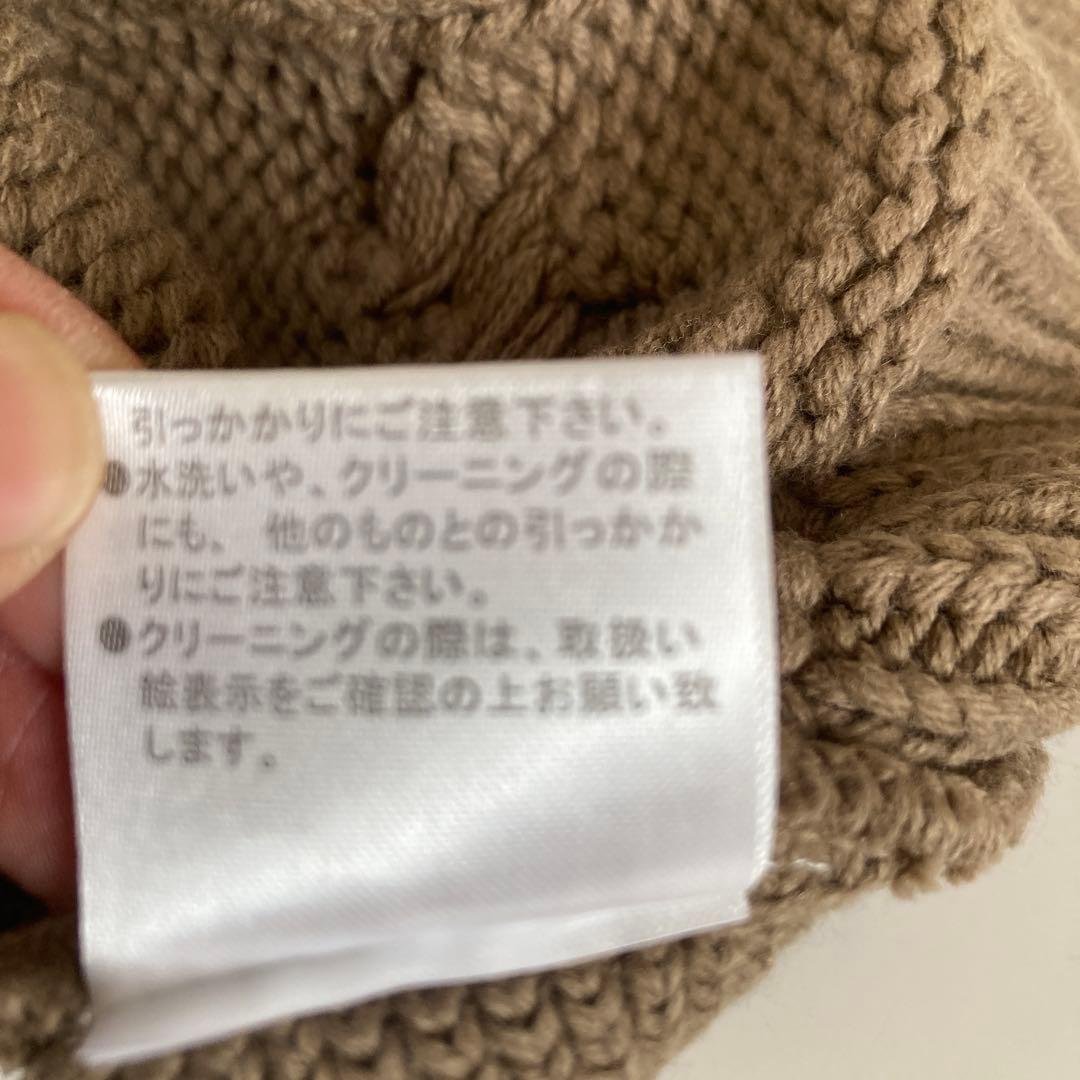 引っかかりにご注意下さい。
●水洗いや、クリーニングの際
にも、他のものとの引っかか
りにご注意下さい。
●クリーニングの際は、取扱い
絵表示をご確認の上お願い致
します。